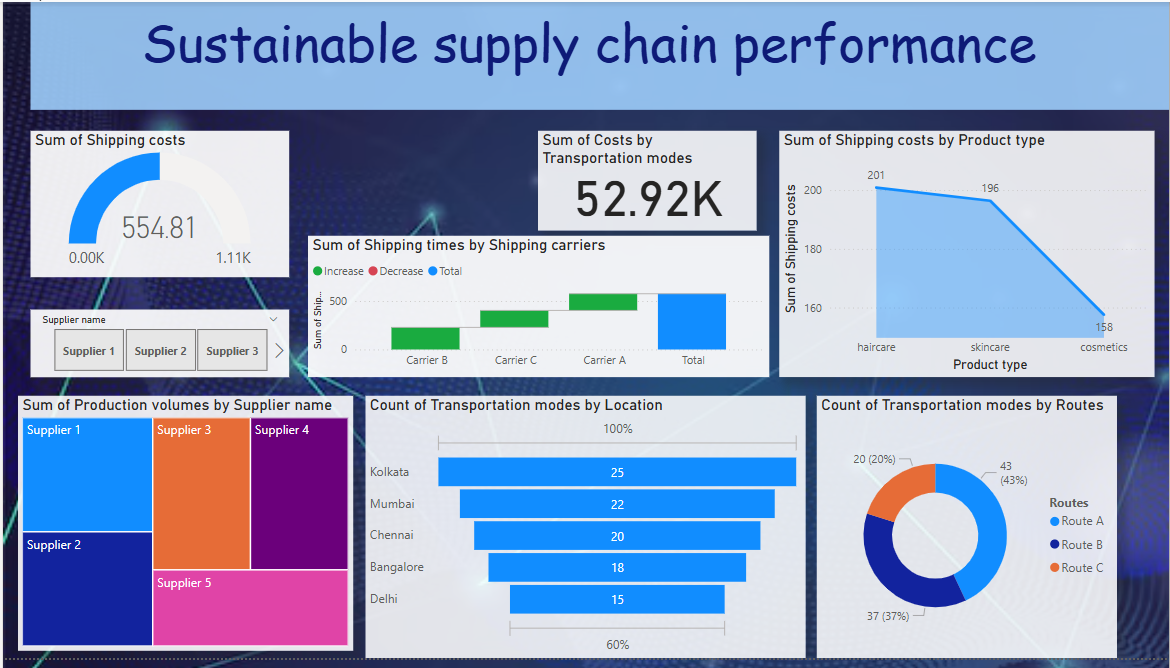 Sustainable supply chain performance
Sum of Shipping costs
554.81
0.00K
1.11K
Sum of Costs by
Transportation modes
52.92K
Sum of Shipping costs by Product type
Sum of Shipping costs
200
180
160
201
196
158
haircare
skincare
cosmetics
Product type
Supplier name
Supplier 1
Supplier 2
Supplier 3
Sum of Shipping times by Shipping carriers
Increase
Decrease
Total
Sum of Ship...
500
0
Carrier B
Carrier C
Carrier A
Total
Sum of Production volumes by Supplier name
Supplier 1
Supplier 3
Supplier 4
Supplier 2
Supplier 5
Count of Transportation modes by Location
100%
Kolkata 25
Mumbai 22
Chennai 20
Bangalore 18
Delhi 15
60%
Count of Transportation modes by Routes
20 (20%)
43
(43%)
37 (37%)
Routes
Route A
Route B
Route C